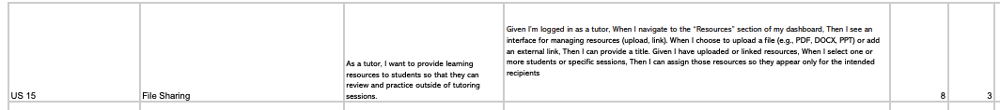 Given I'm logged in as a tutor, When I navigate to the "Resources" section of my dashboard, Then I see an
interface for managing resources (upload, link). When I choose to upload a file (e.g., PDF, DOCX, PPT) or add
an external link, Then I can provide a title. Given I have uploaded or linked resources, When I select one or
more students or specific sessions, Then I can assign those resources so they appear only for the intended
recipients
As a tutor, I want to provide learning
resources to students so that they can
review and practice outside of tutoring
sessions.
US 15
File Sharing
8
3